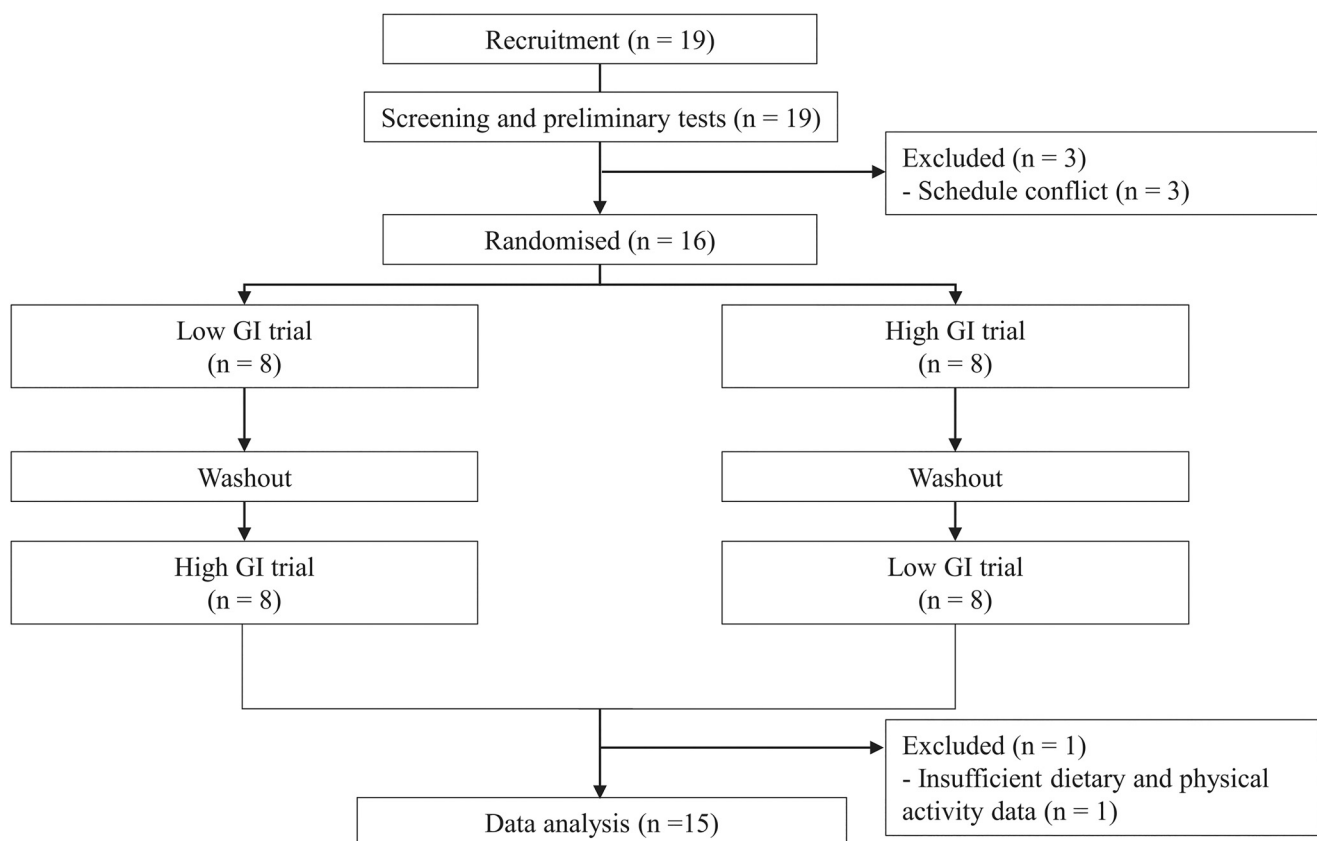 Recruitment (n = 19)
Screening and preliminary tests (n = 19)
Excluded (n = 3)
- Schedule conflict (n = 3)
Randomised (n = 16)
Low GI trial
(n = 8)
High GI trial
(n = 8)
Washout
Washout
High GI trial
(n = 8)
Low GI trial
(n = 8)
Excluded (n = 1)
- Insufficient dietary and physical
activity data (n = 1)
Data analysis (n =15)